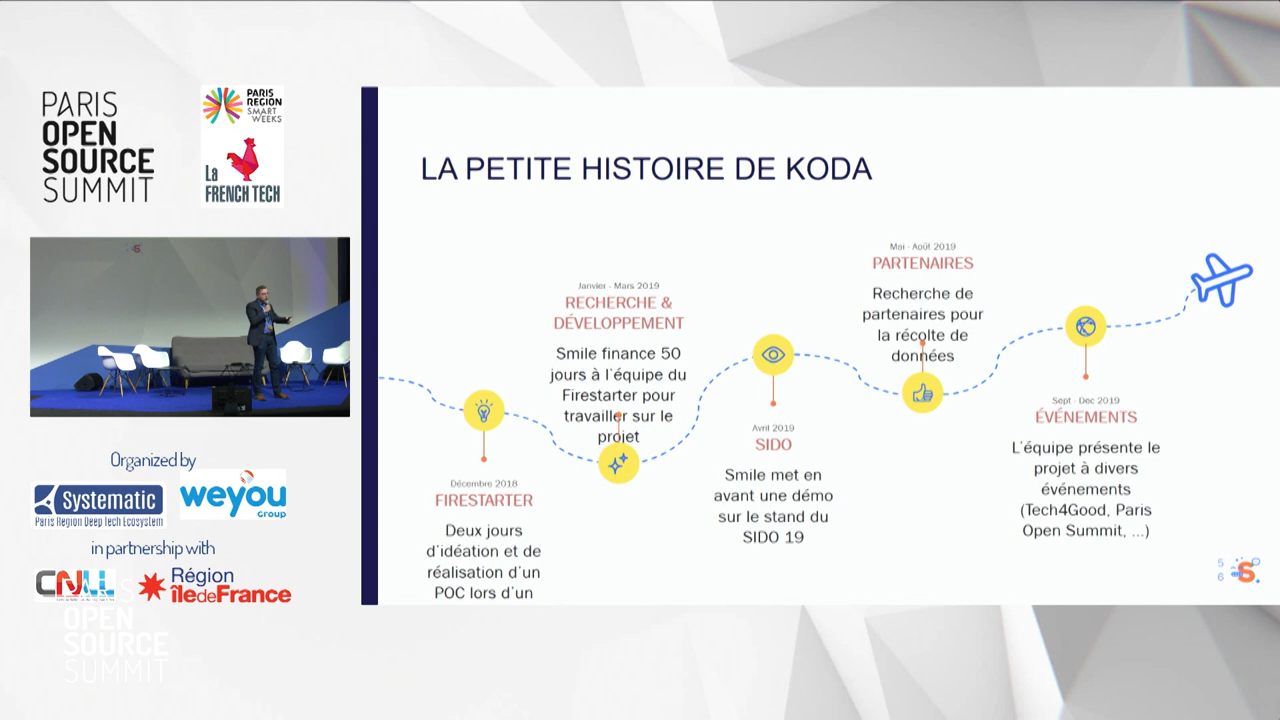 PARIS
OPEN
SOURCE
SUMMIT
PARIS
REGION
SMART
WEEKS
La
FRENCH TECH
Organized by
Systematic
Paris Region Deep Tech Ecosystem
weyou
GROUP
in partnership with
CNLL
Région
îledeFrance
PARIS
OPEN
SOURCE
SUMMIT
LA PETITE HISTOIRE DE KODA
Décembre 2018
FIRESTARTER
Deux jours
d'idéation et de
réalisation d'un
POC lors d'un
Janvier - Mars 2019
RECHERCHE &
DÉVELOPPEMENT
Smile finance 50
jours à l'équipe du
Firestarter pour
travailler sur le
projet
Avril 2019
SIDO
Smile met en
avant une démo
sur le stand du
SIDO 19
Mai - Août 2019
PARTENAIRES
Recherche de
partenaires pour
la récolte de
données
Sept - Dec 2019
ÉVÉNEMENTS
L'équipe présente le
projet à divers
événements
(Tech4Good, Paris
Open Summit, ...)
5
6
S